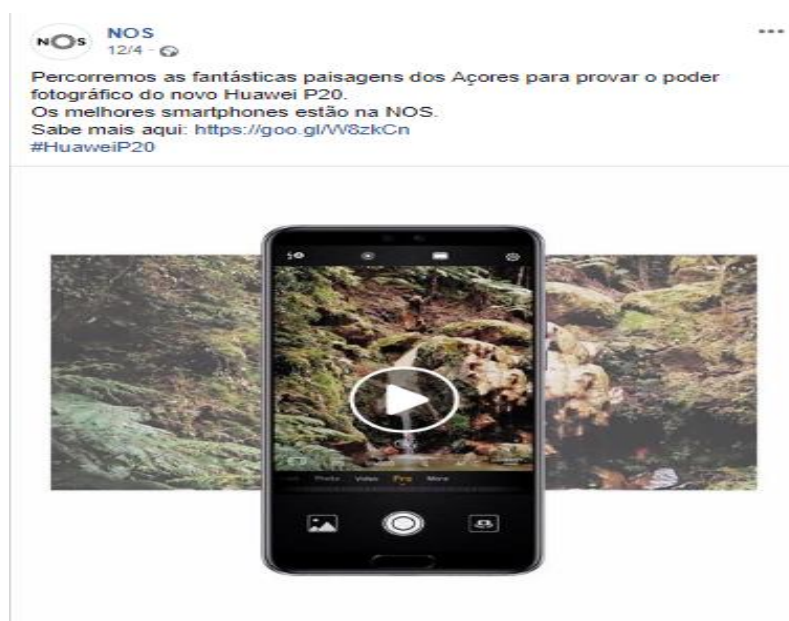 NOS
NOS
12/4
Percorremos as fantásticas paisagens dos Açores para provar o poder
fotográfico do novo Huawei P20.
Os melhores smartphones estão na NOS.
Sabe mais aqui: https://goo.gl/W8zkCn
#HuaweiP20
Photo Video Pro More